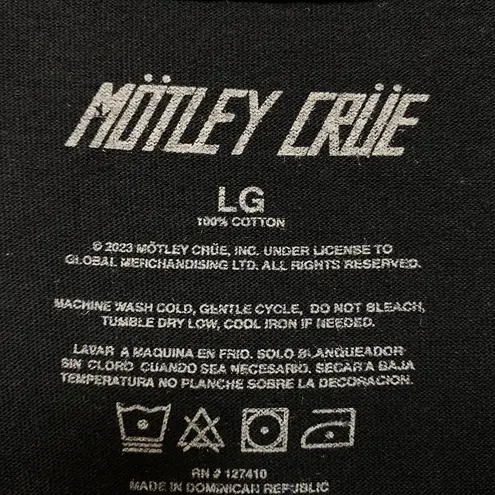 MÖTLEY CRÜE
LG
100% COTTON
© 2023 MÖTLEY CRÜE, INC. UNDER LICENSE TO
GLOBAL MERCHANDISING LTD. ALL RIGHTS RESERVED.
MACHINE WASH COLD, GENTLE CYCLE, DO NOT BLEACH,
TUMBLE DRY LOW, COOL IRON IF NEEDED.
LAVAR A MAQUINA EN FRIO. SOLO BLANQUEADOR
SIN CLORO CUANDO SEA NECESARIO. SECAR A BAJA
TEMPERATURA NO PLANCHE SOBRE LA DECORACION.
RN # 127410
MADE IN DOMINICAN REPUBLIC